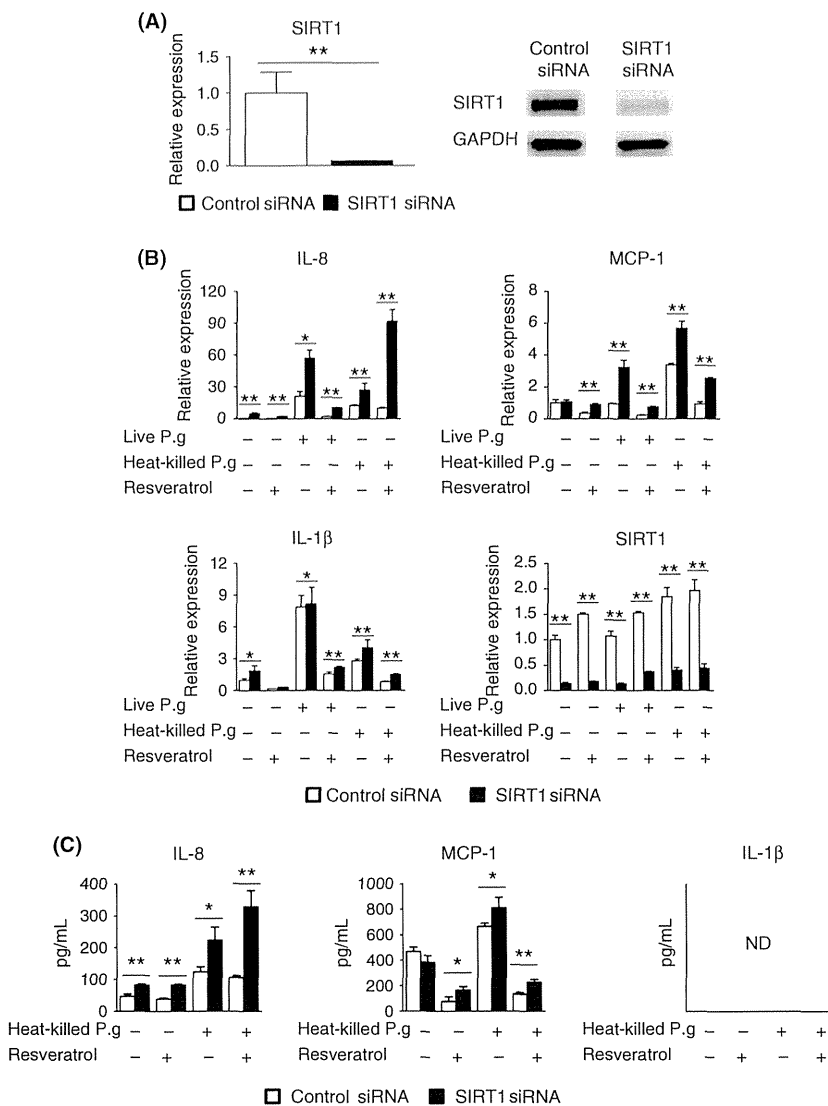 (A)
SIRT1
**
Relative expression
1.5
1.0
0.5
0.0
Control siRNA SIRT1 siRNA
Control siRNA
SIRT1 siRNA
SIRT1
GAPDH
(B)
IL-8
Relative expression
120
90
60
30
0
** ** * ** ** **
Live P.g – – + + – –
Heat-killed P.g – – – – + +
Resveratrol – + – + – +
MCP-1
Relative expression
8
6
4
2
0
** ** ** ** **
Live P.g – – + + – –
Heat-killed P.g – – – – + +
Resveratrol – + – + – +
IL-1β
Relative expression
12
9
6
3
0
* * ** ** **
Live P.g – – + + – –
Heat-killed P.g – – – – + +
Resveratrol – + – + – +
SIRT1
Relative expression
2.5
2.0
1.5
1.0
0.5
0.0
** ** ** ** ** **
Live P.g – – + + – –
Heat-killed P.g – – – – + +
Resveratrol – + – + – +
Control siRNA SIRT1 siRNA
(C)
IL-8
pg/mL
400
300
200
100
0
** ** * **
Heat-killed P.g – – + +
Resveratrol – + – +
MCP-1
pg/mL
1000
800
600
400
200
0
* * **
Heat-killed P.g – – + +
Resveratrol – + – +
IL-1β
pg/mL
ND
Heat-killed P.g – – + +
Resveratrol – + – +
Control siRNA SIRT1 siRNA